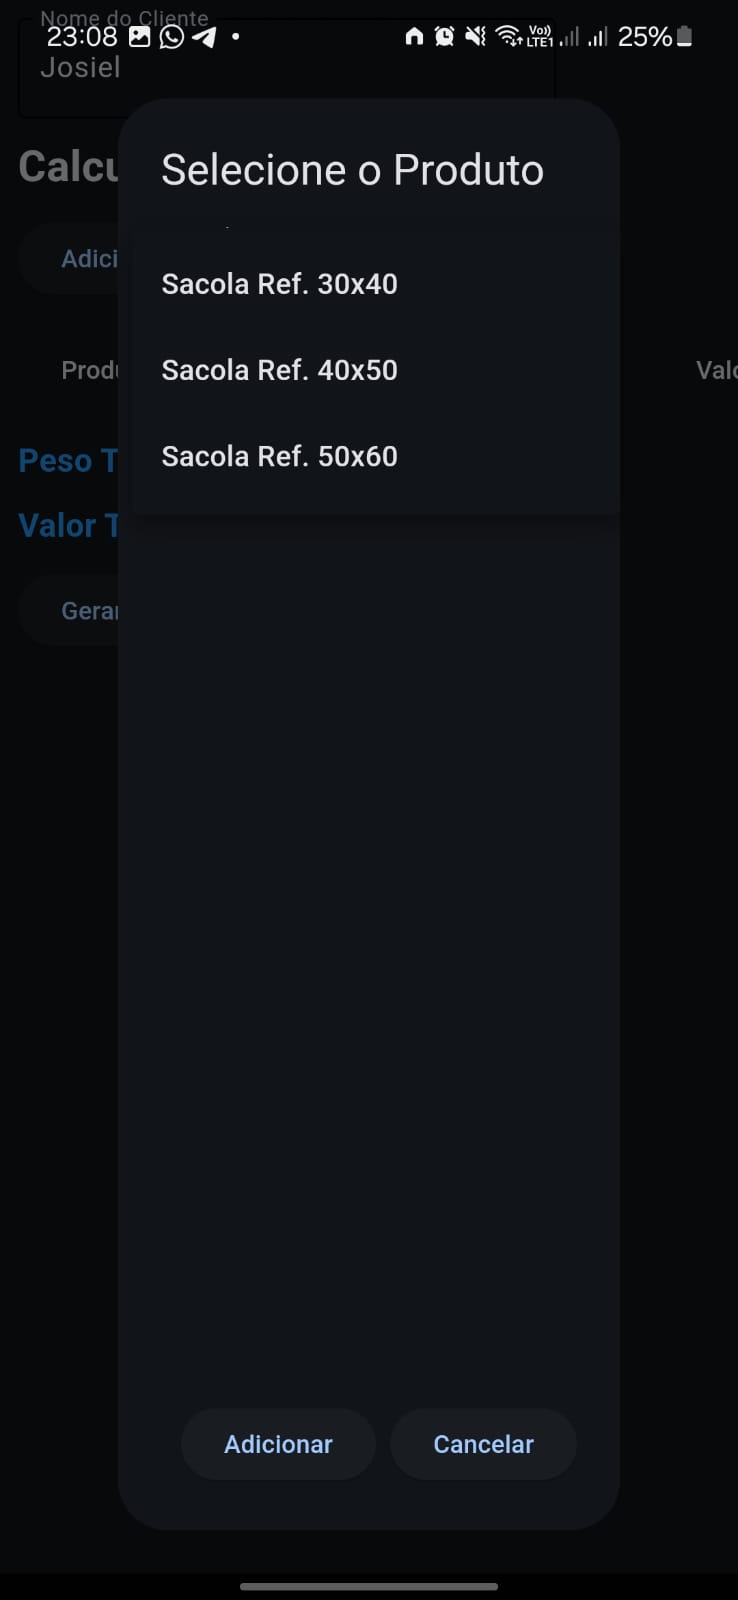 Nome do Cliente
23:08
Vo)) LTE1
25%
Josiel
Selecione o Produto
Sacola Ref. 30x40
Sacola Ref. 40x50
Sacola Ref. 50x60
Calcu
Adici
Produ
Valo
Peso T
Valor T
Gerar
Adicionar
Cancelar